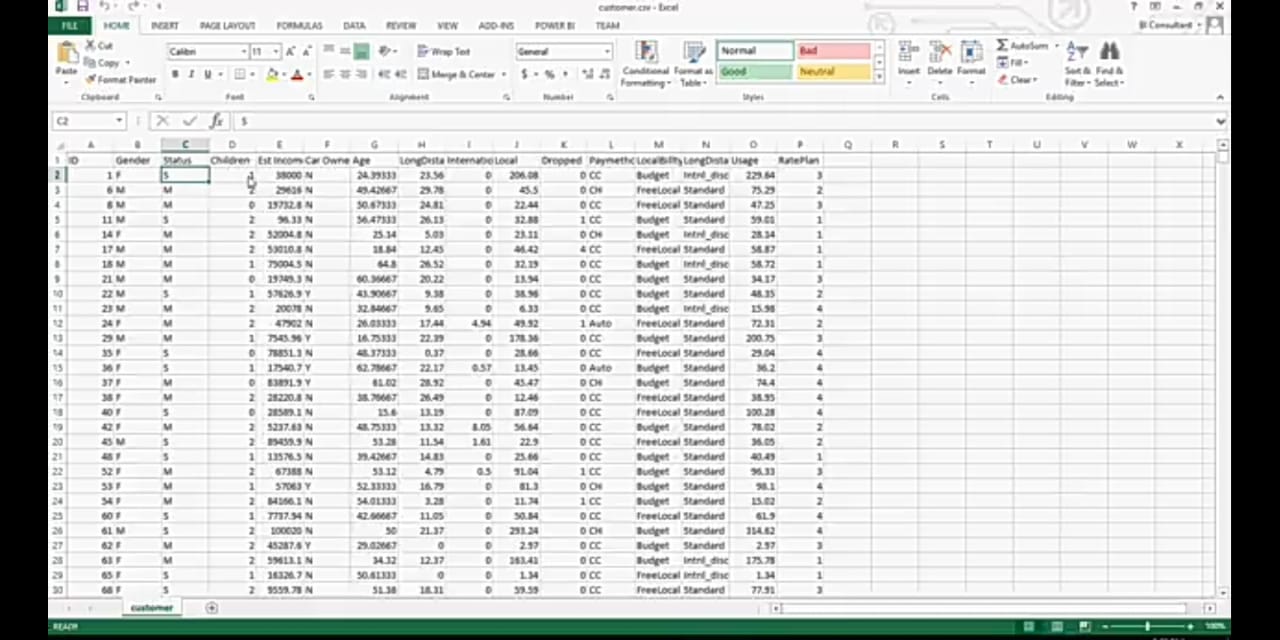 customer.csv - Excel
FILE HOME INSERT PAGE LAYOUT FORMULAS DATA REVIEW VIEW ADD-INS POWER BI TEAM BI Consultant
Cut Calibri 11 Wrap Text General Normal Bad AutoSum
Copy Fill
Paste Format Painter B I U Merge & Center $ % Conditional Formatting Format as Table Good Neutral Insert Delete Format Clear Sort & Filter Find & Select
Clipboard Font Alignment Number Styles Cells Editing
C2 fx S
A B C D E F G H I J K L M N O P Q R S T U V W X
1 ID Gender Status Children Est Incom Car Owne Age LongDista Internatio Local Dropped Paymethc LocalBillty LongDista Usage RatePlan
2 1 F S 1 38000 N 24.39333 23.56 0 206.08 0 CC Budget Intnl_disc 229.64 3
3 6 M M 2 29616 N 49.42667 29.78 0 45.5 0 CH FreeLocal Standard 75.29 2
4 8 M M 0 19732.8 N 50.67333 24.81 0 22.44 0 CC FreeLocal Standard 47.25 3
5 11 M S 2 96.33 N 56.47333 26.13 0 32.88 1 CC Budget Standard 59.01 1
6 14 F M 2 52004.8 N 25.14 5.03 0 23.11 0 CH Budget Intnl_disc 28.14 1
7 17 M M 2 53010.8 N 18.84 12.45 0 46.42 4 CC FreeLocal Standard 58.87 1
8 18 M M 1 75004.5 N 64.8 26.52 0 32.19 0 CC Budget Intnl_disc 58.72 1
9 21 M M 0 19749.3 N 60.36667 20.22 0 13.94 0 CC Budget Standard 34.17 3
10 22 M S 1 57626.9 Y 43.90667 9.38 0 38.96 0 CC Budget Standard 48.35 2
11 23 M M 2 20078 N 32.84667 9.65 0 6.33 0 CC Budget Intnl_disc 15.98 4
12 24 F M 2 47902 N 26.03333 17.44 4.94 49.92 1 Auto FreeLocal Standard 72.31 2
13 29 M M 1 7545.96 Y 16.75333 22.39 0 178.36 0 CC Budget Standard 200.75 3
14 35 F S 0 78851.3 N 48.37333 0.37 0 28.66 0 CC FreeLocal Standard 29.04 4
15 36 F S 1 17540.7 Y 62.78667 22.17 0.57 13.45 0 Auto Budget Standard 36.2 4
16 37 F M 0 83891.9 Y 61.02 28.92 0 45.47 0 CH Budget Standard 74.4 4
17 38 F M 2 28220.8 N 38.76667 26.49 0 12.46 0 CC FreeLocal Standard 38.95 4
18 40 F S 0 28589.1 N 15.6 13.19 0 87.09 0 CC FreeLocal Standard 100.28 4
19 42 F M 2 5237.63 N 48.75333 13.32 8.05 56.64 0 CC Budget Standard 78.02 2
20 45 M S 2 89459.9 N 53.28 11.54 1.61 22.9 0 CC FreeLocal Standard 36.05 2
21 48 F S 1 13576.5 N 39.42667 14.83 0 25.66 0 CC Budget Standard 40.49 1
22 52 F M 2 67388 N 53.12 4.79 0.5 91.04 1 CC Budget Standard 96.33 3
23 53 F M 1 57063 Y 52.33333 16.79 0 81.3 0 CH Budget Standard 98.1 4
24 54 F M 2 84166.1 N 54.01333 3.28 0 11.74 1 CC Budget Standard 15.02 2
25 60 F S 1 7737.94 N 42.66667 11.05 0 50.84 0 CC FreeLocal Standard 61.9 4
26 61 M S 2 100020 N 50 21.37 0 293.24 0 CH Budget Standard 314.62 4
27 62 F M 2 45287.6 Y 29.02667 0 0 2.97 0 CC Budget Standard 2.97 3
28 63 F M 2 59613.1 N 34.32 12.37 0 163.41 0 CC Budget Intnl_disc 175.78 1
29 65 F S 1 16326.7 N 50.61333 0 0 1.34 0 CC FreeLocal Intnl_disc 1.34 1
30 68 F S 2 9559.78 N 51.38 18.31 0 59.59 0 CC FreeLocal Standard 77.91 3
customer
READY 100%